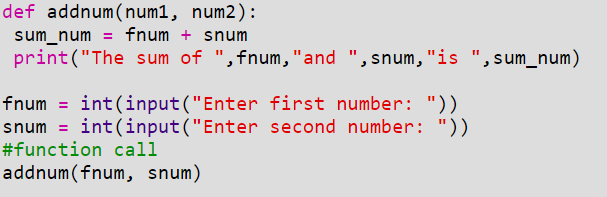 def addnum(num1, num2):
 sum_num = fnum + snum
 print("The sum of ",fnum,"and ",snum,"is ",sum_num)
fnum = int(input("Enter first number: "))
snum = int(input("Enter second number: "))
#function call
addnum(fnum, snum)